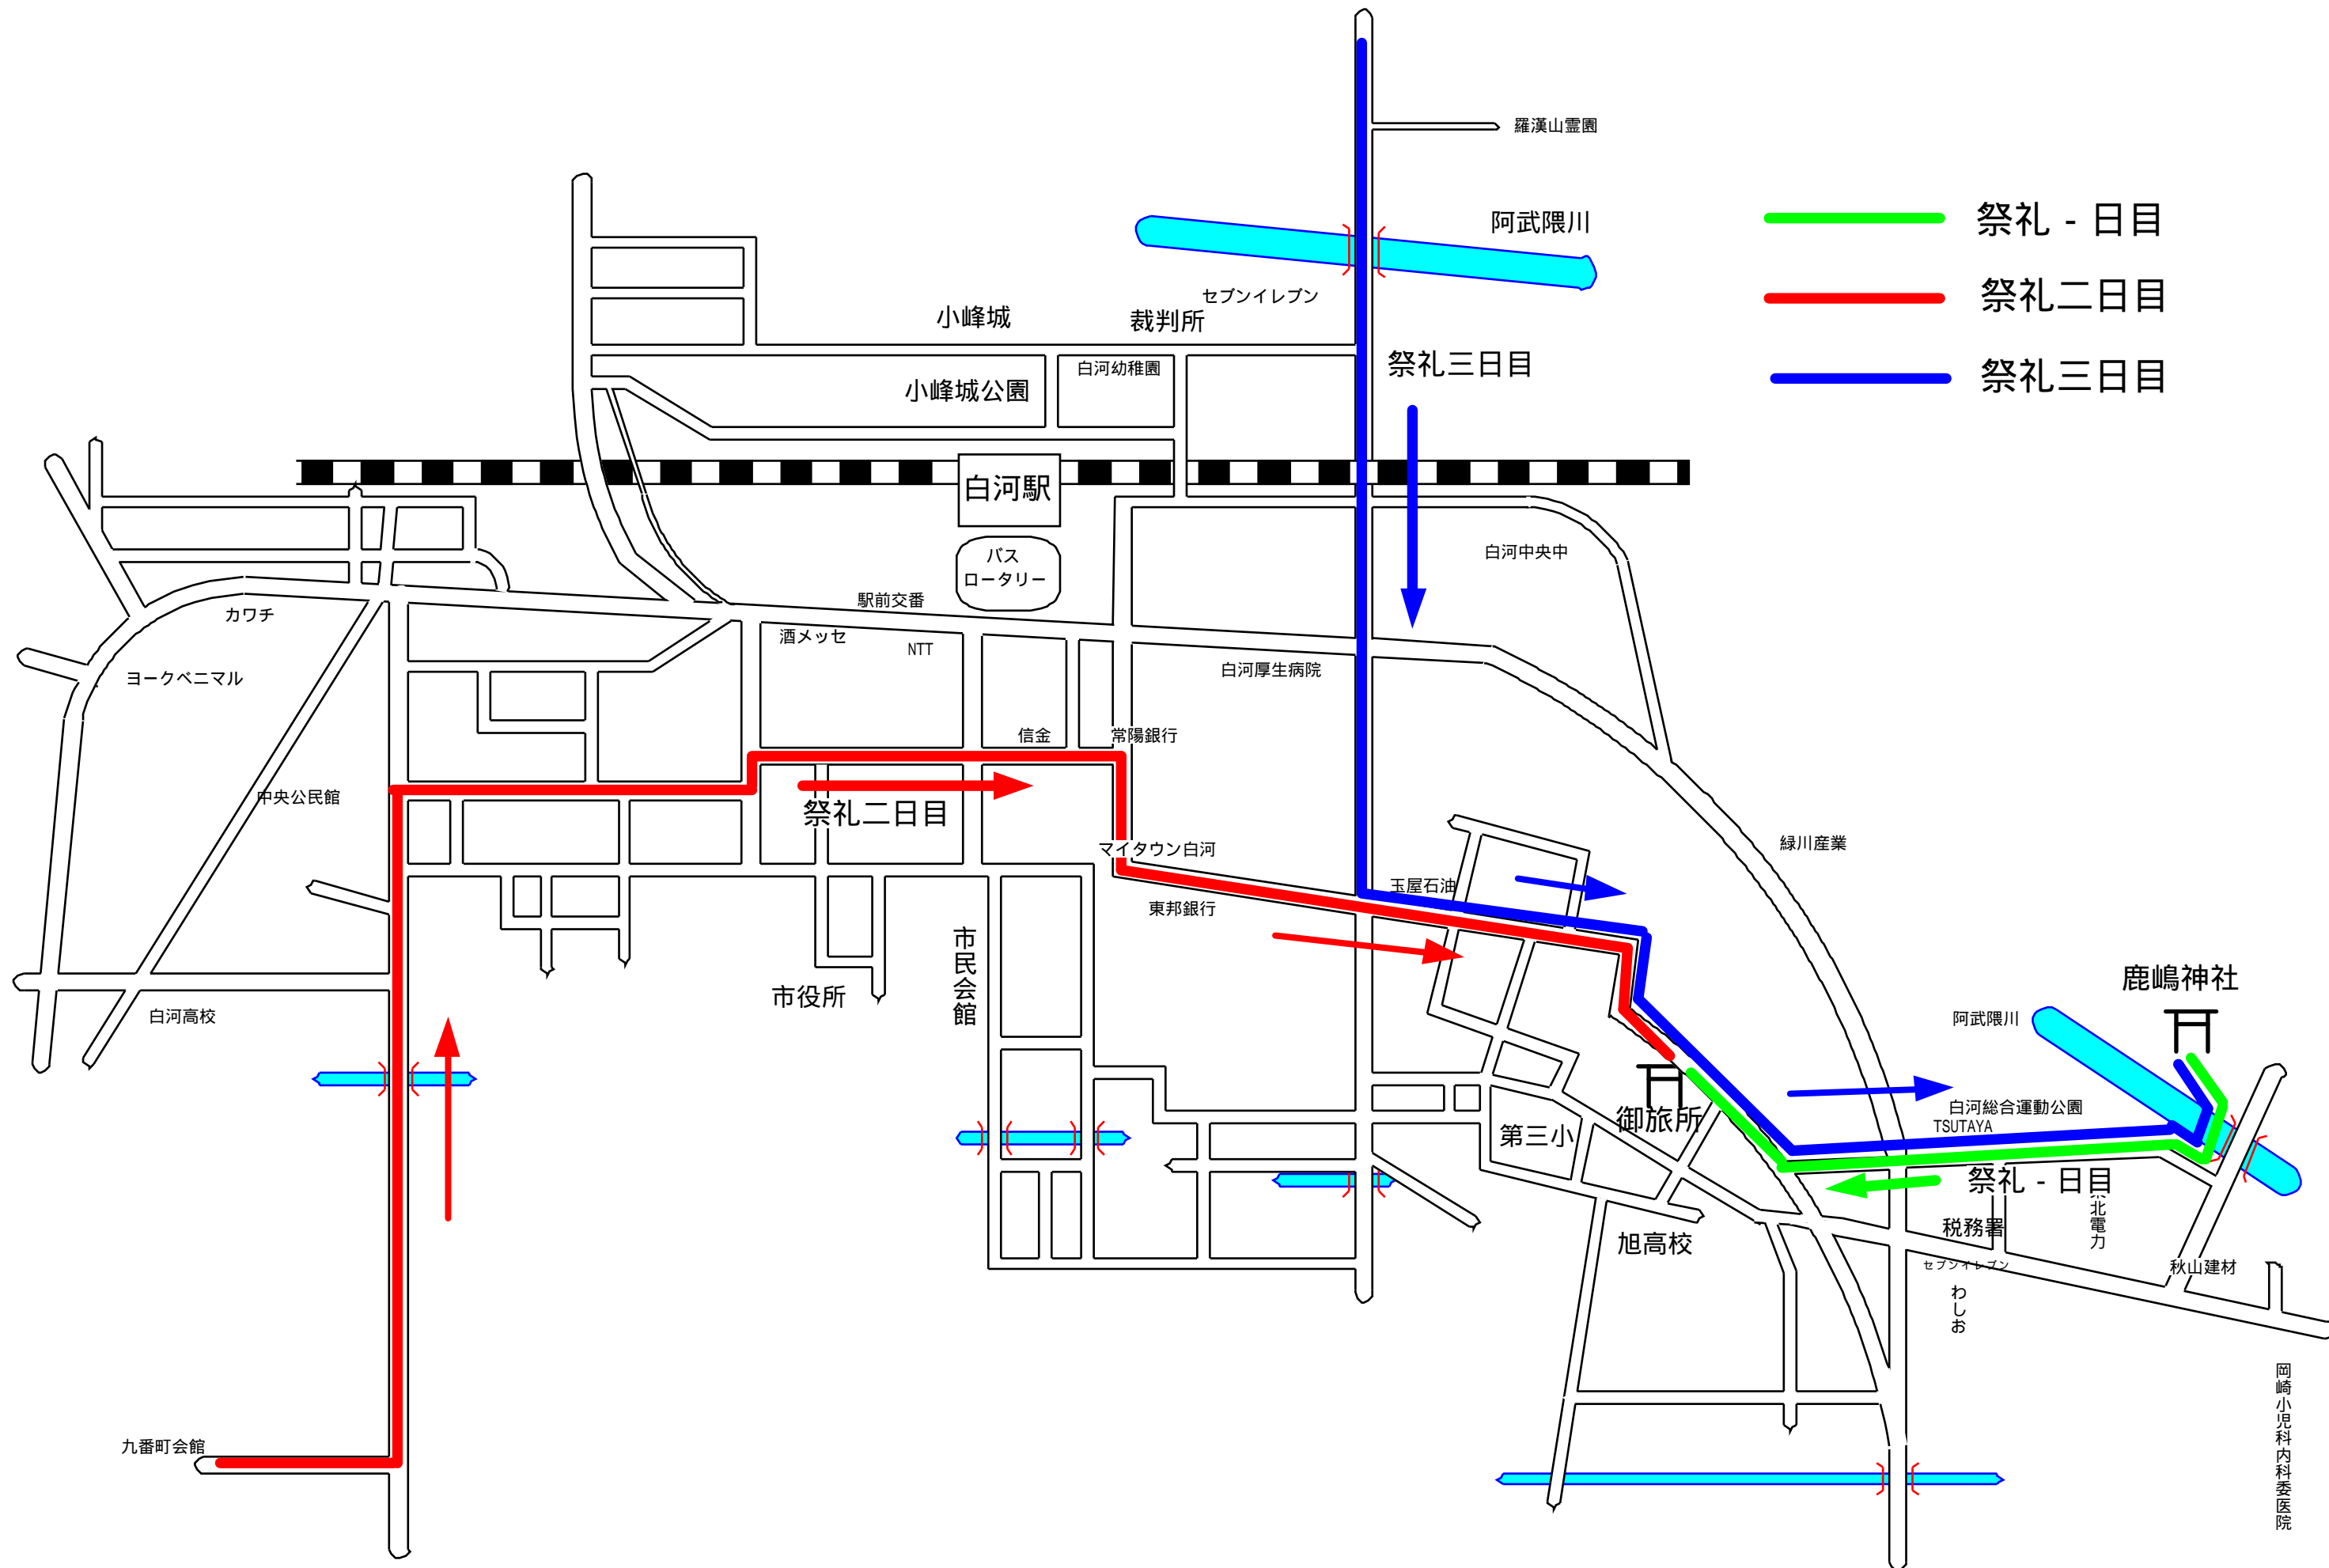 羅漢山霊園
阿武隈川
祭礼 - 日目
セブンイレブン
祭礼二日目
小峰城
裁判所
祭礼三日目
白河幼稚園
祭礼三日目
小峰城公園
白河駅
白河中央中
バス
ロータリー
駅前交番
カワチ
酒メッセ
NTT
白河厚生病院
ヨークベニマル
信金
常陽銀行
中央公民館
祭礼二日目
マイタウン白河
緑川産業
玉屋石油
東邦銀行
市民会館
鹿嶋神社
市役所
白河高校
阿武隈川
白河総合運動公園
御旅所
TSUTAYA
第三小
祭礼 - 日目
北電力
税務署
旭高校
セブンイレブン
秋山建材
わしお
岡崎小児科内科委医院
九番町会館